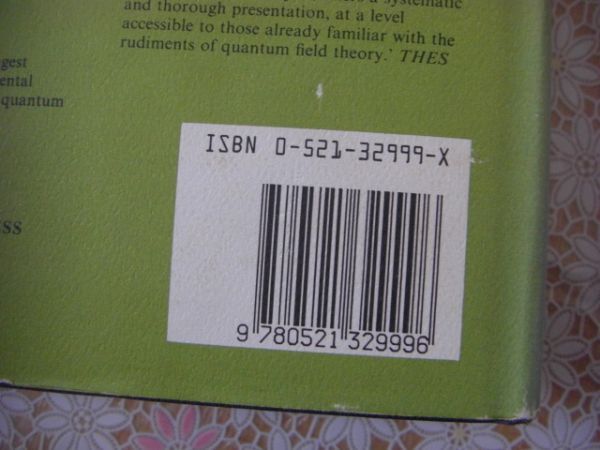 a systematic
and thorough presentation, at a level
accessible to those already familiar with the
rudiments of quantum field theory.' THES
gest
ental
quantum
ISBN 0-521-32999-X
9 780521 329996